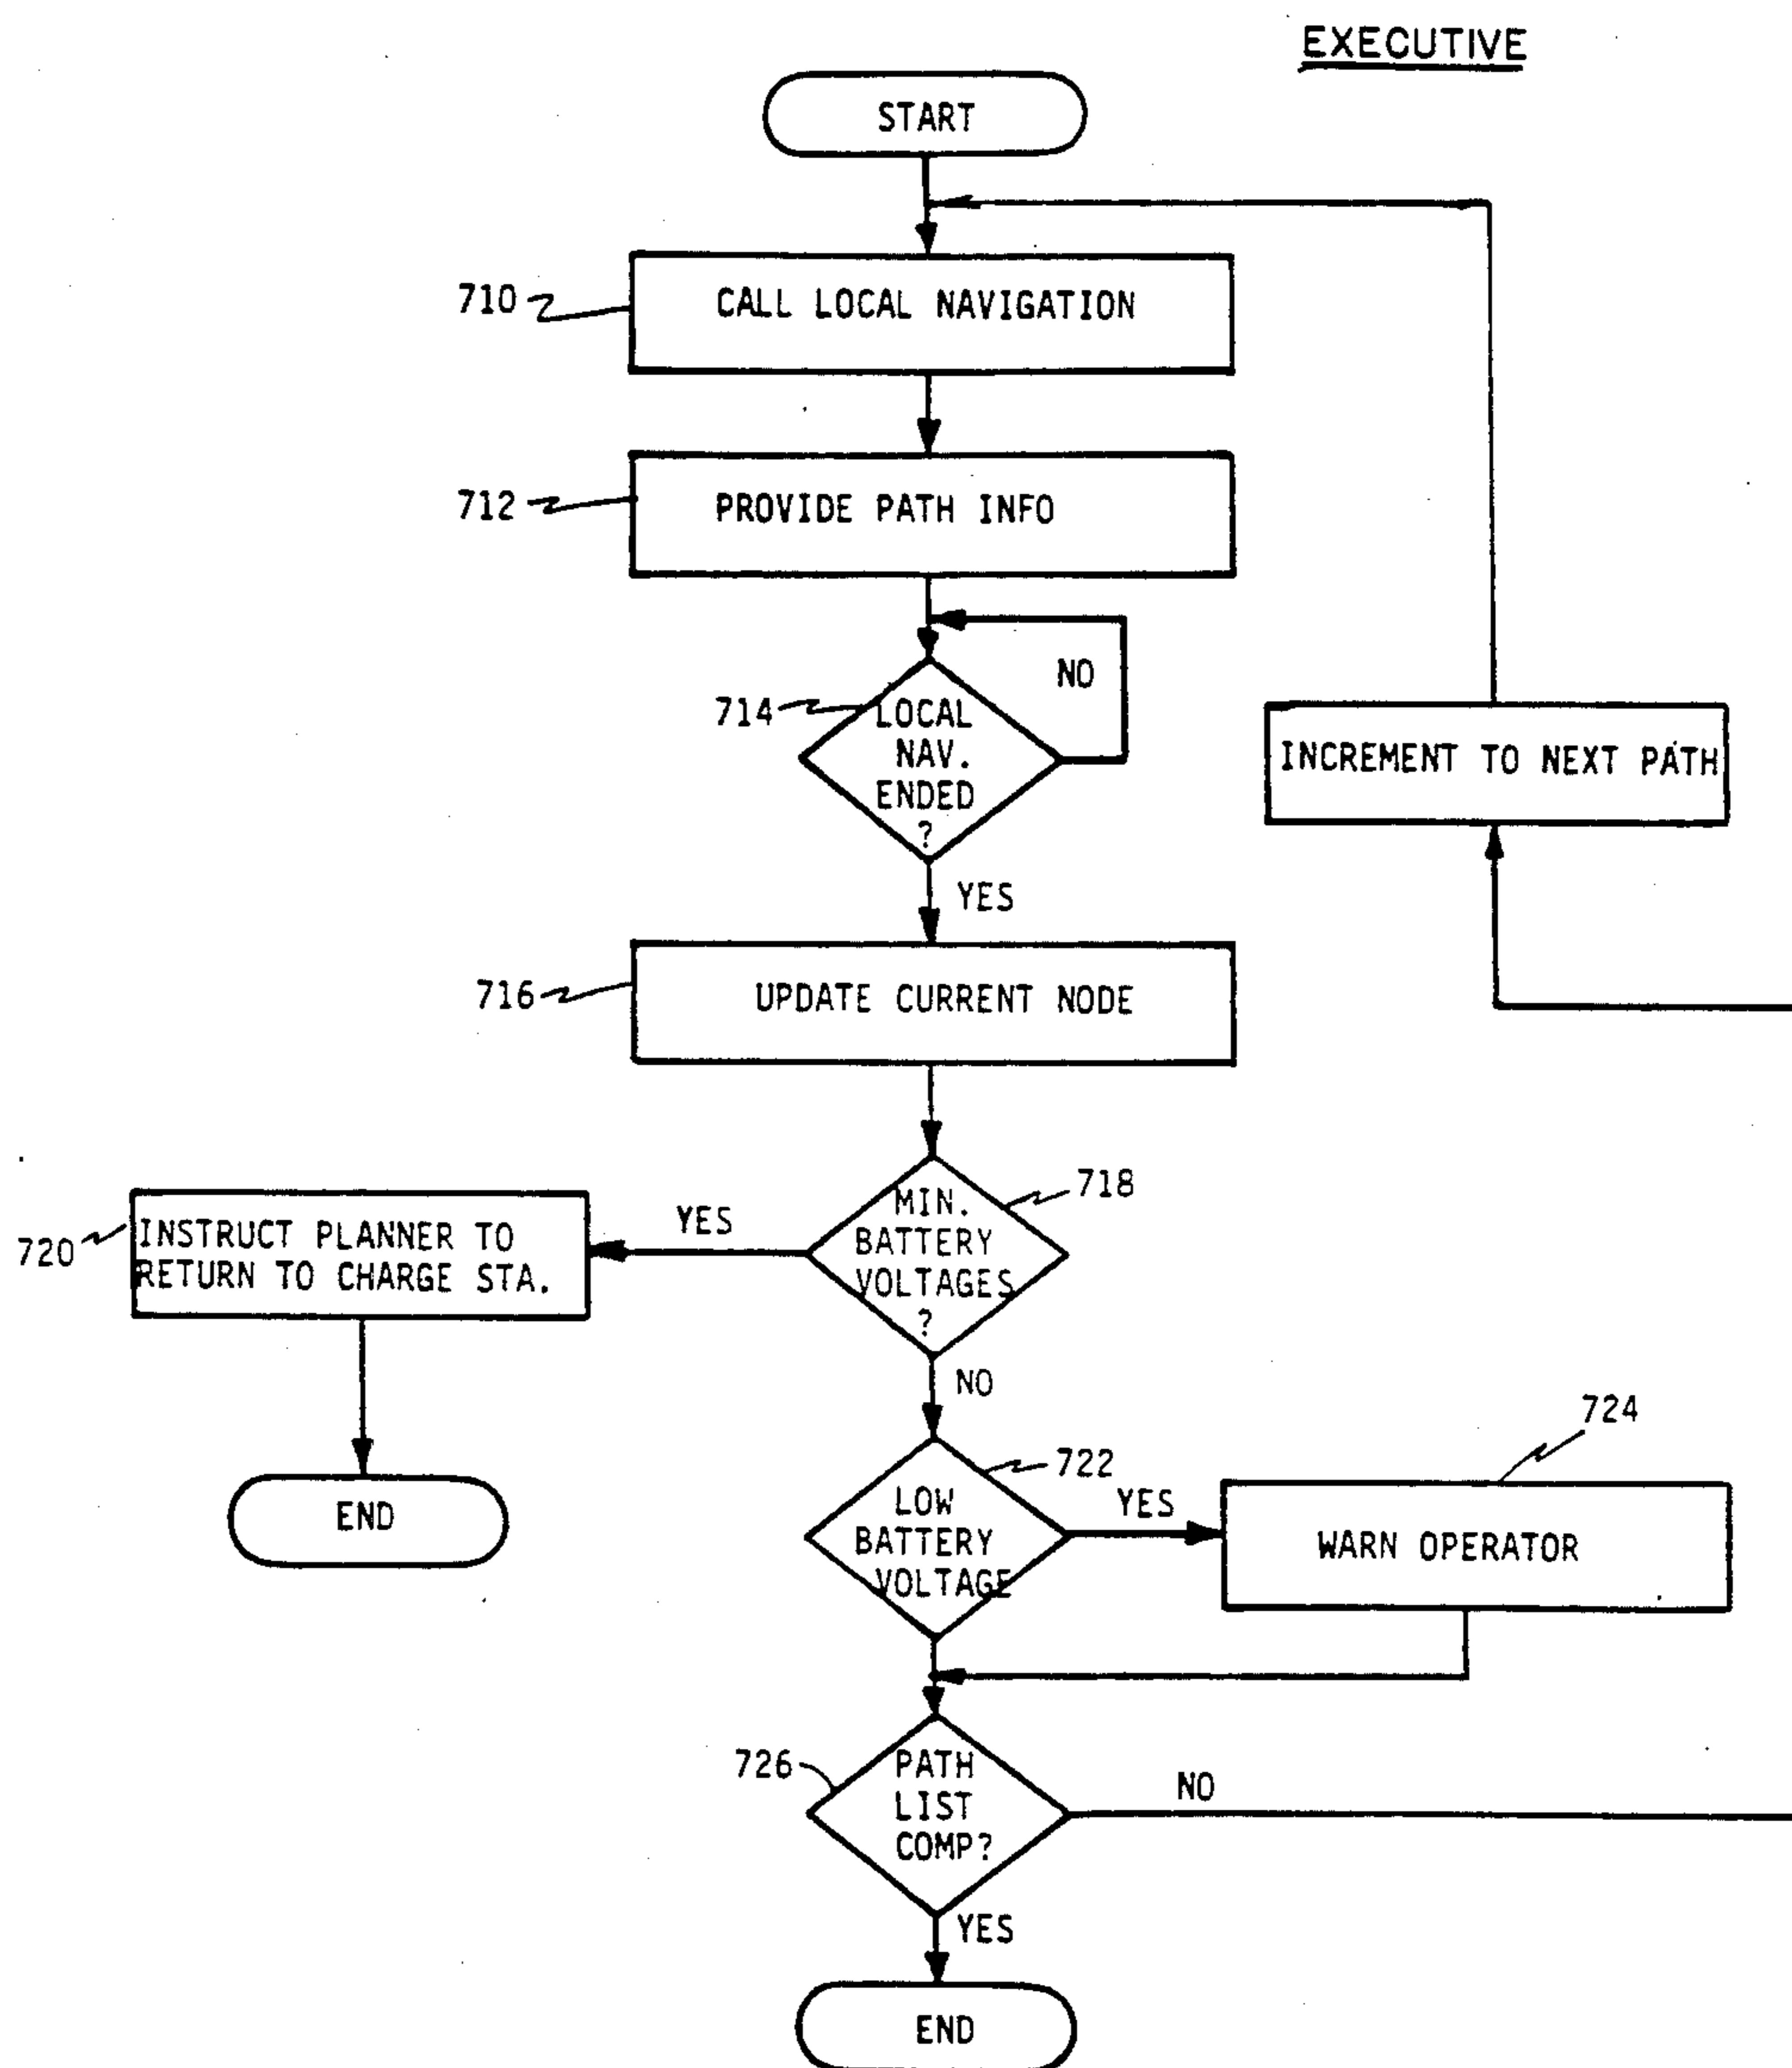 EXECUTIVE
START
710
CALL LOCAL NAVIGATION
712
PROVIDE PATH INFO
714
LOCAL
NAV.
ENDED
?
NO
INCREMENT TO NEXT PATH
YES
716
UPDATE CURRENT NODE
718
MIN.
BATTERY
VOLTAGES
?
YES
720
INSTRUCT PLANNER TO
RETURN TO CHARGE STA.
NO
END
722
LOW
BATTERY
VOLTAGE
YES
724
WARN OPERATOR
726
PATH
LIST
COMP?
NO
YES
END